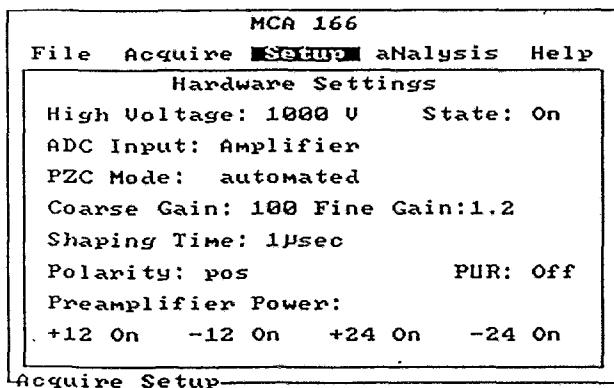 MCA 166
File Acquire Setup aNalysis Help
Hardware Settings
High Voltage: 1000 V State: On
ADC Input: Amplifier
PZC Mode: automated
Coarse Gain: 100 Fine Gain:1.2
Shaping Time: 1µsec
Polarity: pos PUR: Off
Preamplifier Power:
+12 On -12 On +24 On -24 On
Acquire Setup